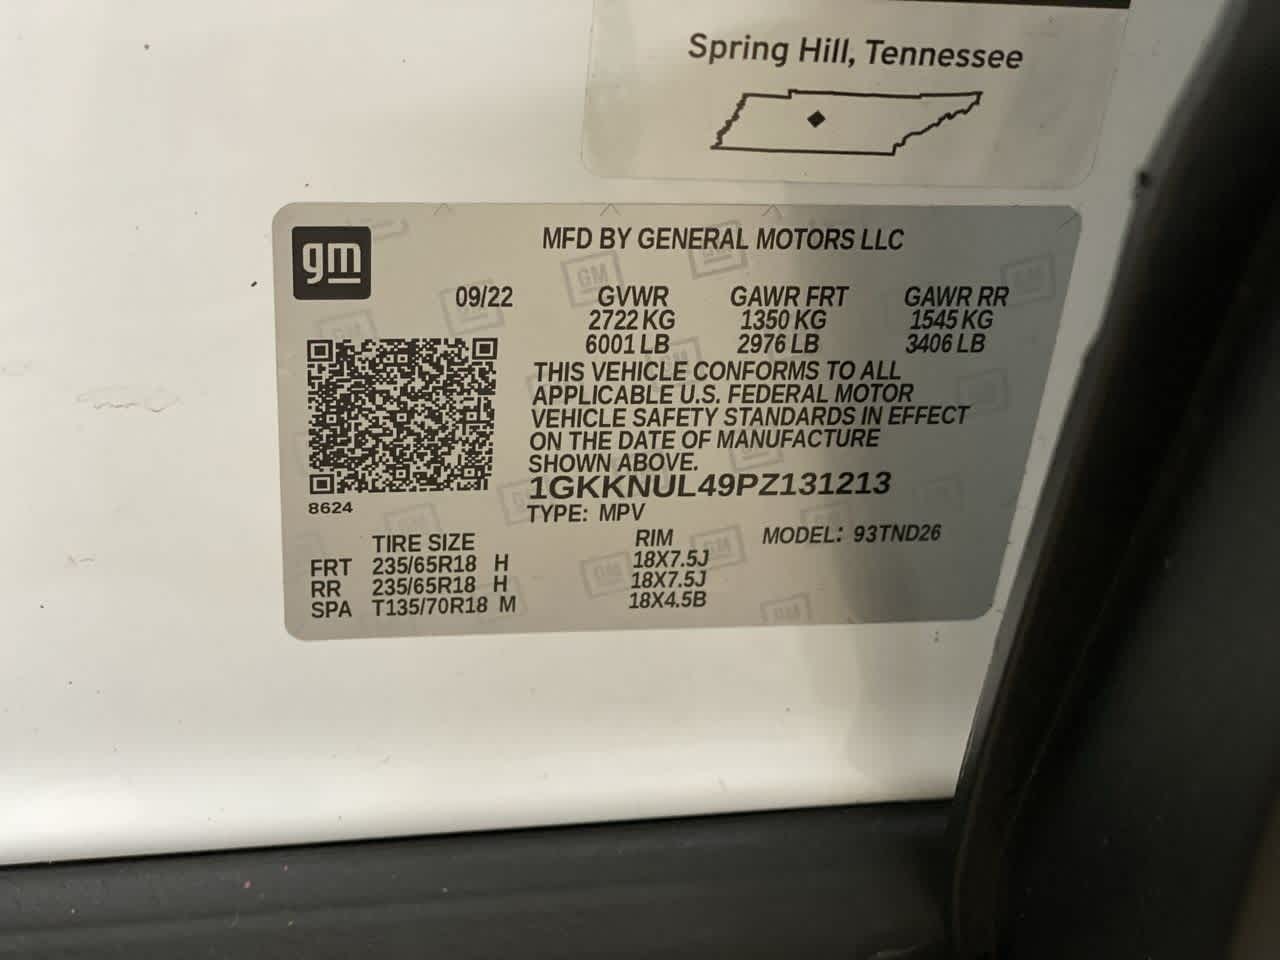 Spring Hill, Tennessee
gm
MFD BY GENERAL MOTORS LLC
09/22 GVWR GAWR FRT GAWR RR
2722 KG 1350 KG 1545 KG
6001 LB 2976 LB 3406 LB
THIS VEHICLE CONFORMS TO ALL
APPLICABLE U.S. FEDERAL MOTOR
VEHICLE SAFETY STANDARDS IN EFFECT
ON THE DATE OF MANUFACTURE
SHOWN ABOVE.
1GKKNUL49PZ131213
8624
TYPE: MPV
TIRE SIZE RIM MODEL: 93TND26
FRT 235/65R18 H 18X7.5J
RR 235/65R18 H 18X7.5J
SPA T135/70R18 M 18X4.5B